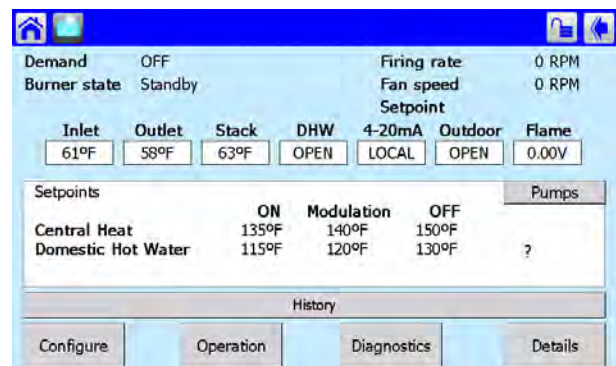 Demand OFF Firing rate 0 RPM
Burner state Standby Fan speed 0 RPM
Setpoint
Inlet Outlet Stack DHW 4-20mA Outdoor Flame
61ºF 58ºF 63ºF OPEN LOCAL OPEN 0.00V
Setpoints Pumps
ON Modulation OFF
Central Heat 135ºF 140ºF 150ºF
Domestic Hot Water 115ºF 120ºF 130ºF ?
History
Configure Operation Diagnostics Details